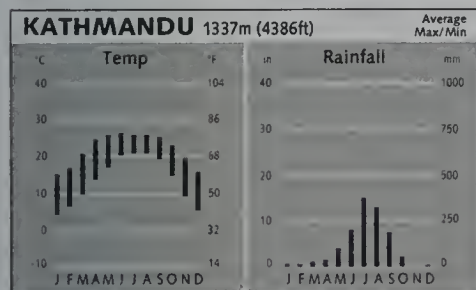 KATHMANDU 1337m (4386ft) Average Max/Min
°C Temp °F
40 104
30 86
20 68
10 50
0 32
-10 14
J F M A M J J A S O N D
in Rainfall mm
40 1000
30 750
20 500
10 250
0 0
J F M A M J J A S O N D